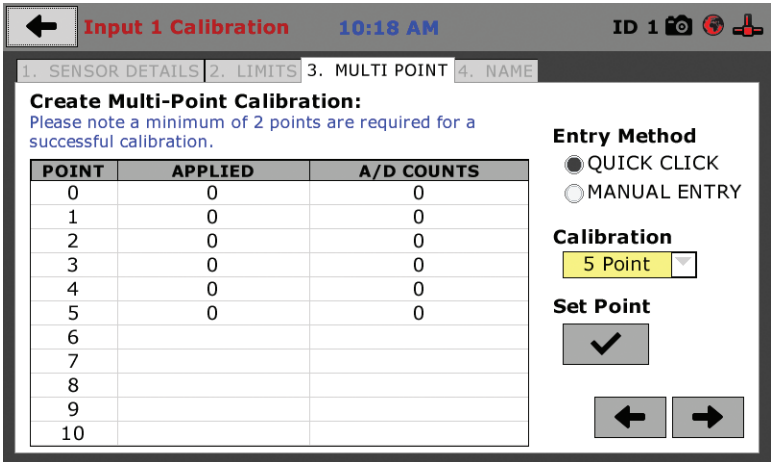 Input 1 Calibration 10:18 AM ID 1
1. SENSOR DETAILS 2. LIMITS 3. MULTI POINT 4. NAME
Create Multi-Point Calibration:
Please note a minimum of 2 points are required for a
successful calibration.
POINT APPLIED A/D COUNTS
0 0 0
1 0 0
2 0 0
3 0 0
4 0 0
5 0 0
6
7
8
9
10
Entry Method
QUICK CLICK
MANUAL ENTRY
Calibration
5 Point
Set Point